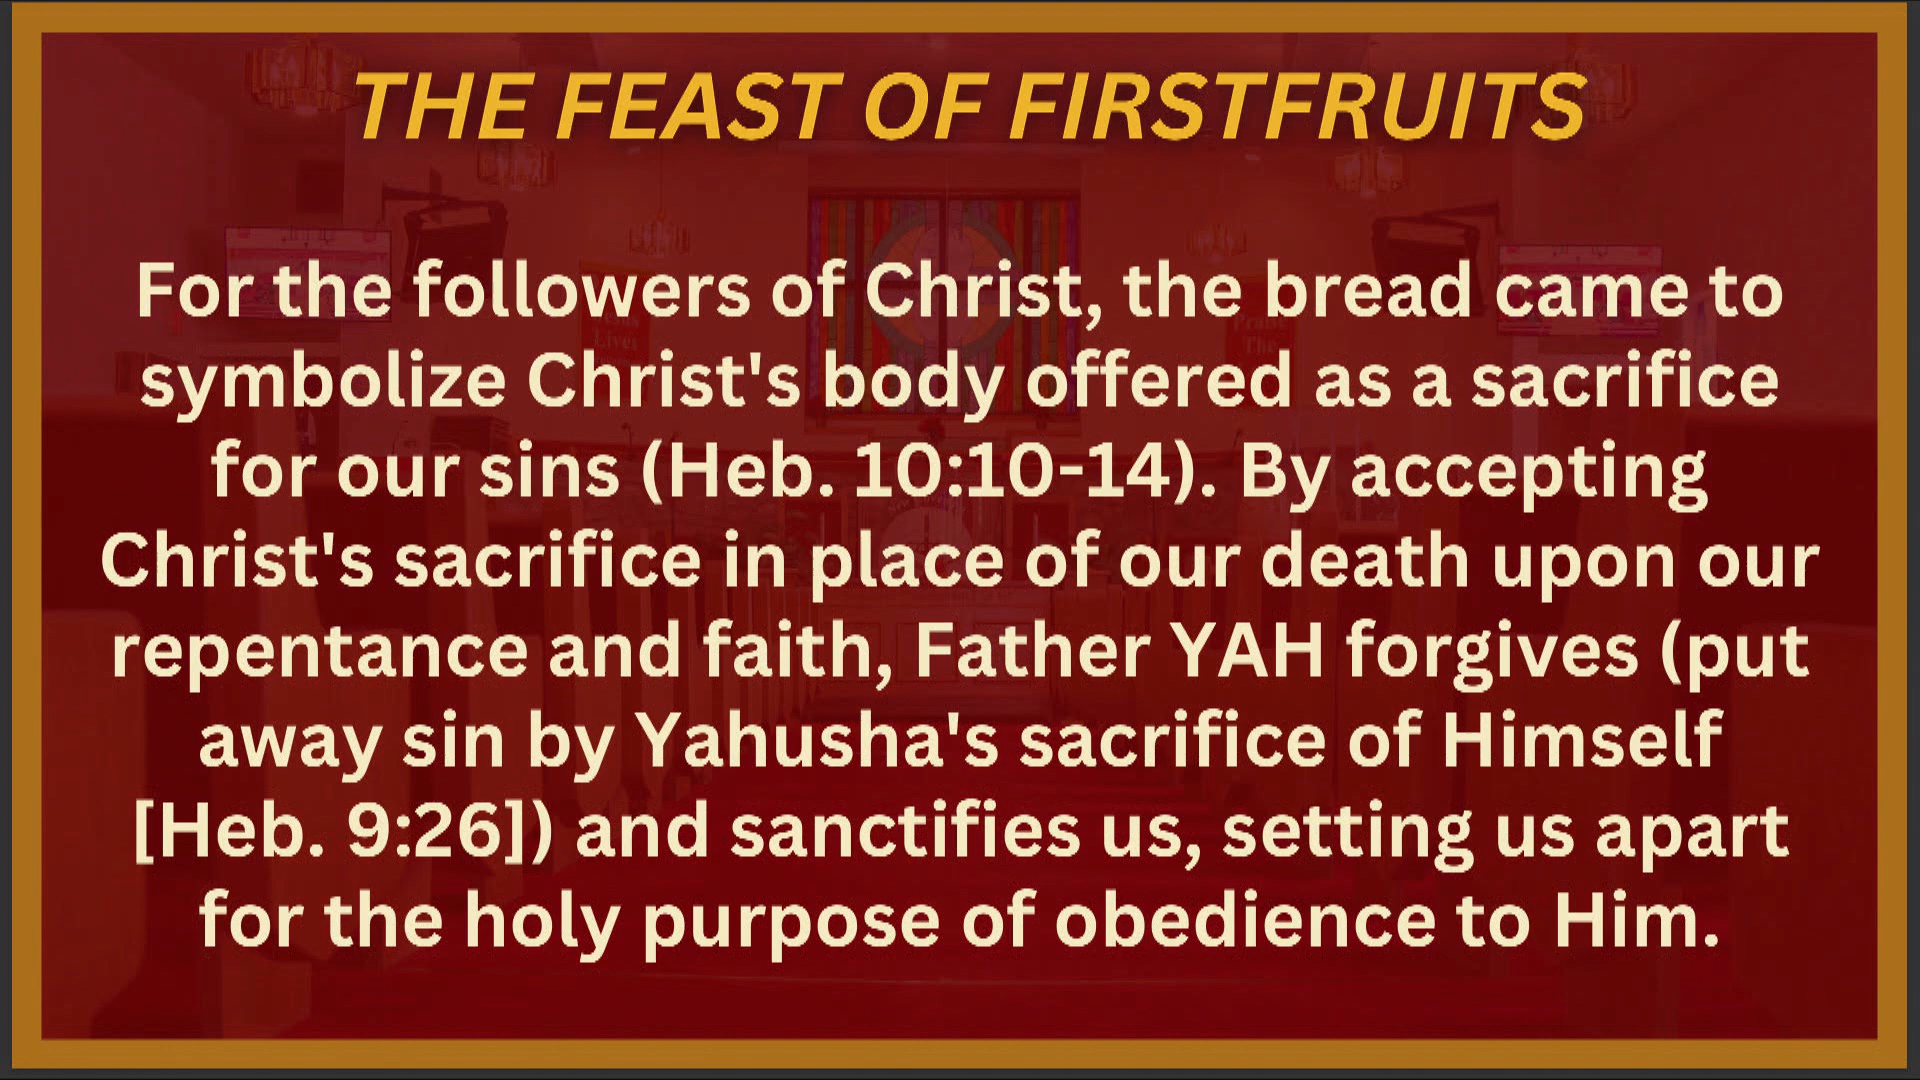 THE FEAST OF FIRSTFRUITS
For the followers of Christ, the bread came to
symbolize Christ's body offered as a sacrifice
for our sins (Heb. 10:10-14). By accepting
Christ's sacrifice in place of our death upon our
repentance and faith, Father YAH forgives (put
away sin by Yahusha's sacrifice of Himself
[Heb. 9:26]) and sanctifies us, setting us apart
for the holy purpose of obedience to Him.